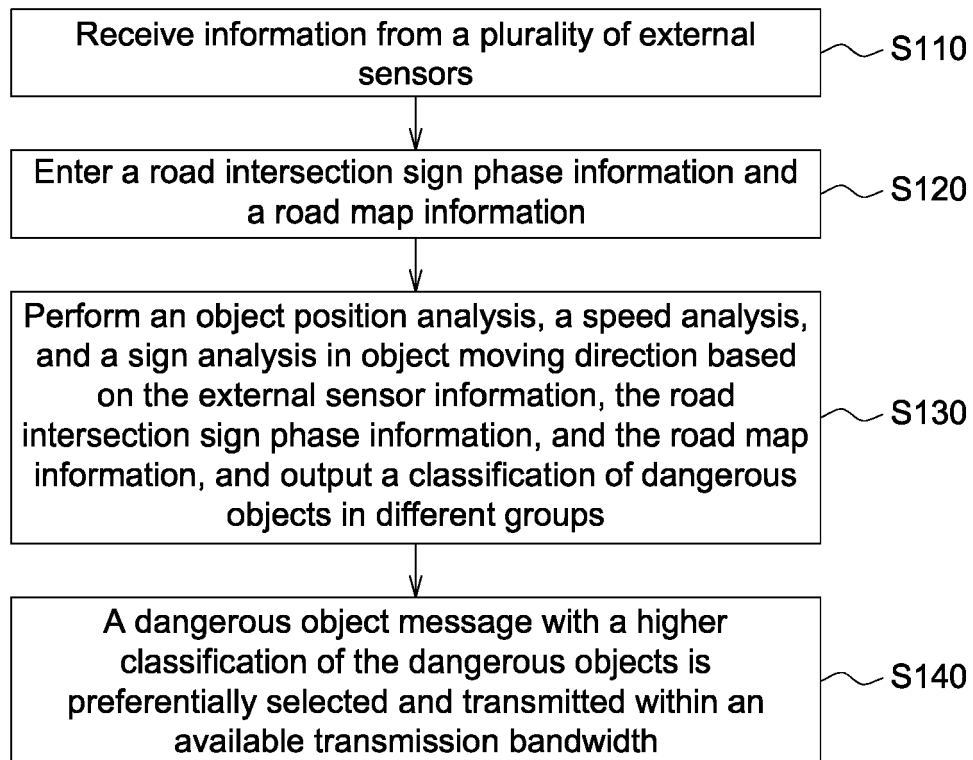 Receive information from a plurality of external
sensors
S110
Enter a road intersection sign phase information and
a road map information
S120
Perform an object position analysis, a speed analysis,
and a sign analysis in object moving direction based
on the external sensor information, the road
intersection sign phase information, and the road map
information, and output a classification of dangerous
objects in different groups
S130
A dangerous object message with a higher
classification of the dangerous objects is
preferentially selected and transmitted within an
available transmission bandwidth
S140